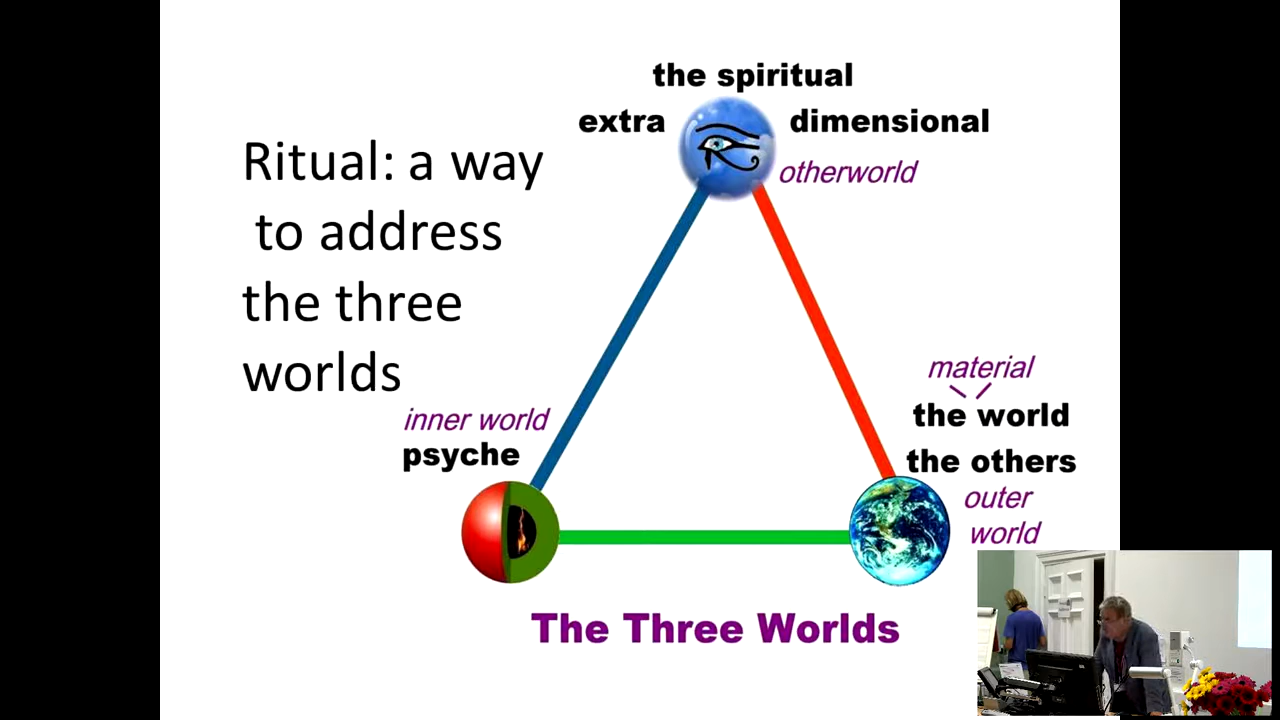 Ritual: a way
to address
the three
worlds
the spiritual
extra dimensional
otherworld
inner world
psyche
material
the world
the others
outer
world
The Three Worlds